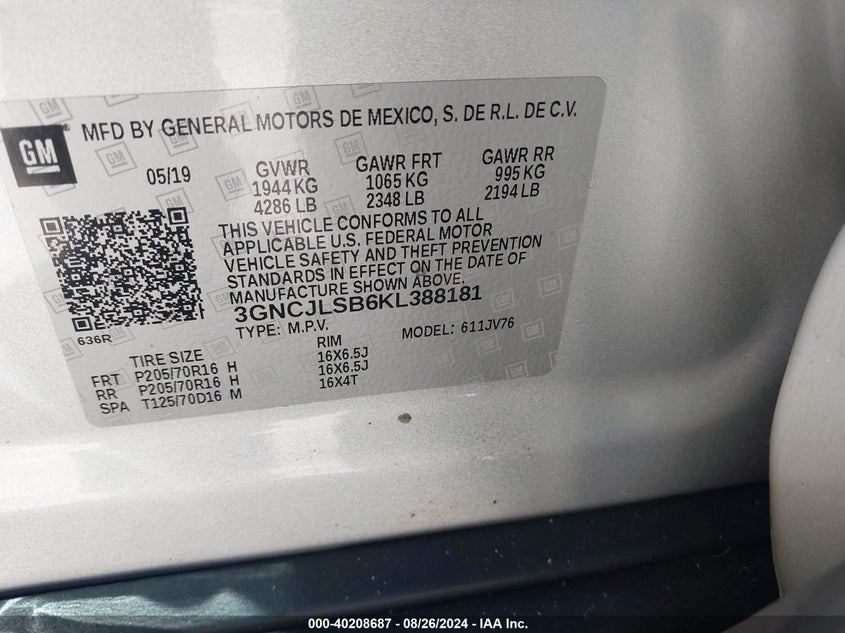 GM
MFD BY GENERAL MOTORS DE MEXICO, S. DE R.L. DE C.V.
05/19 GVWR GAWR FRT GAWR RR
1944 KG 1065 KG 995 KG
4286 LB 2348 LB 2194 LB
THIS VEHICLE CONFORMS TO ALL
APPLICABLE U.S. FEDERAL MOTOR
VEHICLE SAFETY AND THEFT PREVENTION
STANDARDS IN EFFECT ON THE DATE OF
MANUFACTURE SHOWN ABOVE.
3GNCJLSB6KL388181
636R TYPE: M.P.V. MODEL: 611JV76
TIRE SIZE RIM
FRT P205/70R16 H 16X6.5J
RR P205/70R16 H 16X6.5J
SPA T125/70D16 M 16X4T
000-40208687 - 08/26/2024 - IAA Inc.